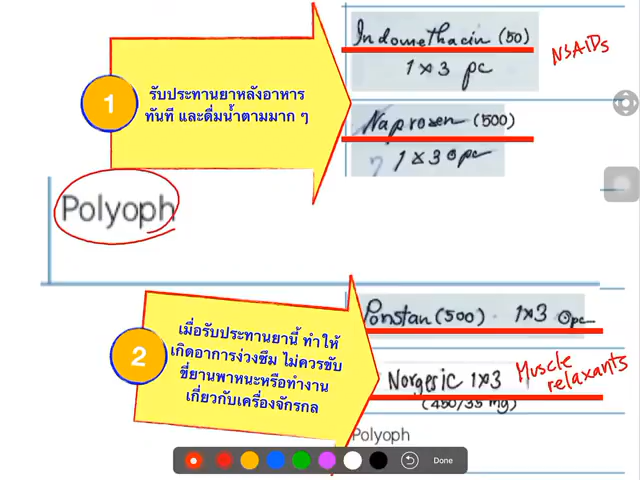 Indomethacin (50)
1x3 pc
NSAIDs
1
รับประทานยาหลังอาหาร
ทันที และดื่มน้ำตามมาก ๆ
Naproxen (500)
1x3 ๏pc
Polyoph
Ponstan (500) 1x3 ๏pc
2
เมื่อรับประทานยานี้ ทำให้
เกิดอาการง่วงซึม ไม่ควรขับ
ขี่ยานพาหนะหรือทำงาน
เกี่ยวกับเครื่องจักรกล
Norgeric 1x3
(450/35 mg)
Muscle
relaxants
Polyoph
Done